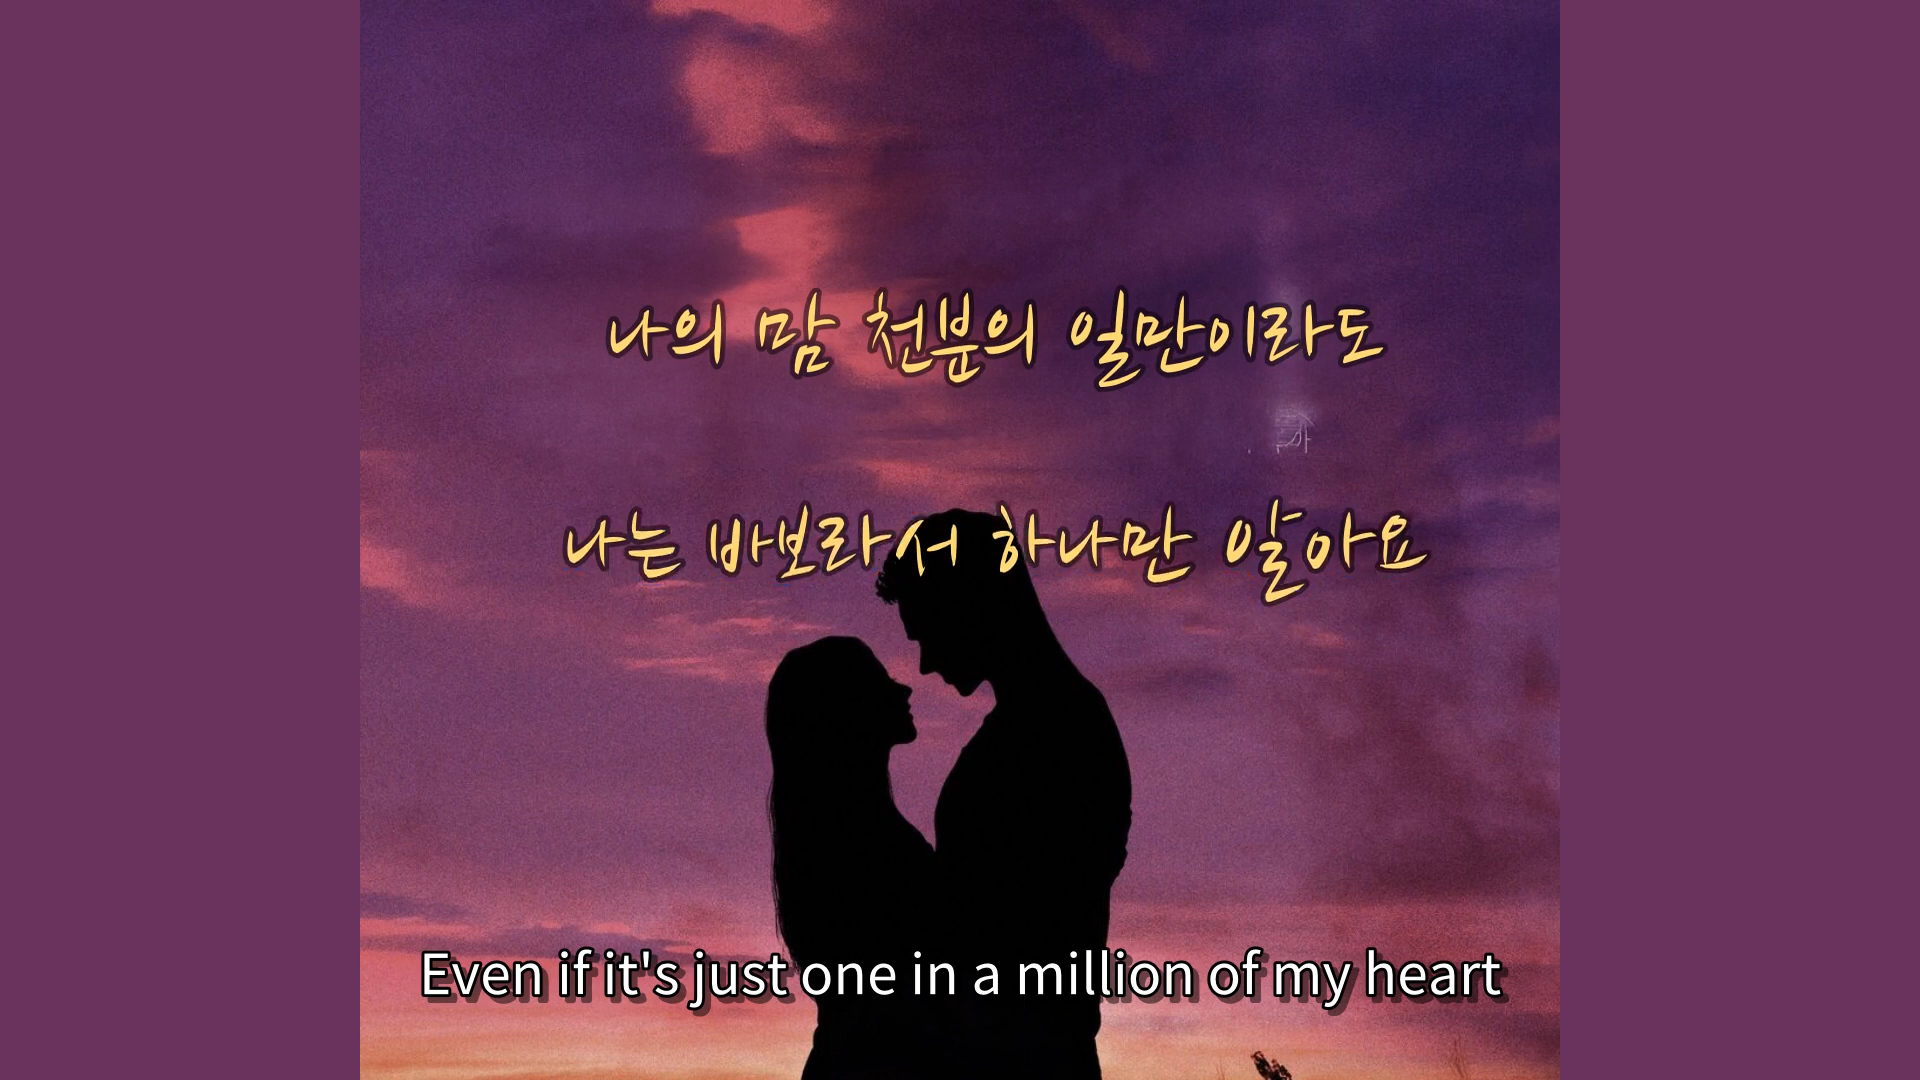 나의 맘 천분의 일만이라도
나는 바보라서 하나만 알아요
Even if it's just one in a million of my heart